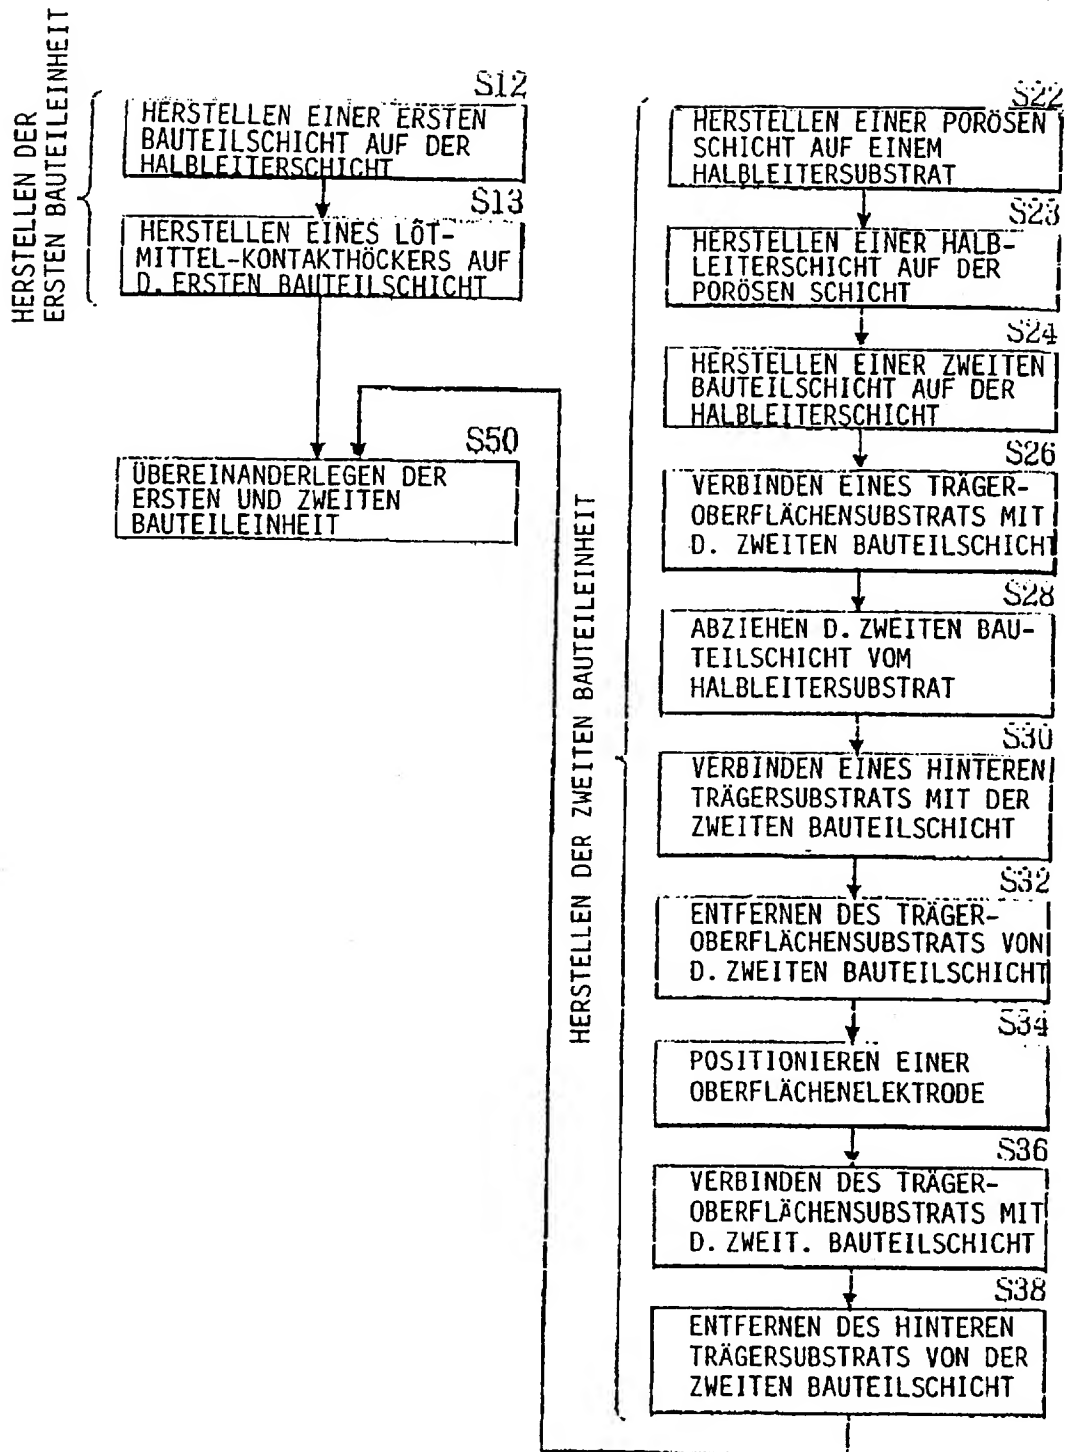 HERSTELLEN DER
ERSTEN BAUTEILEINHEIT
S12
HERSTELLEN EINER ERSTEN
BAUTEILSCHICHT AUF DER
HALBLEITERSCHICHT
S13
HERSTELLEN EINES LÖT-
MITTEL-KONTAKTHÖCKERS AUF
D. ERSTEN BAUTEILSCHICHT
S50
ÜBEREINANDERLEGEN DER
ERSTEN UND ZWEITEN
BAUTEILEINHEIT
HERSTELLEN DER ZWEITEN BAUTEILEINHEIT
S22
HERSTELLEN EINER PORÖSEN
SCHICHT AUF EINEM
HALBLEITERSUBSTRAT
S23
HERSTELLEN EINER HALB-
LEITERSCHICHT AUF DER
PORÖSEN SCHICHT
S24
HERSTELLEN EINER ZWEITEN
BAUTEILSCHICHT AUF DER
HALBLEITERSCHICHT
S26
VERBINDEN EINES TRÄGER-
OBERFLÄCHENSUBSTRATS MIT
D. ZWEITEN BAUTEILSCHICHT
S28
ABZIEHEN D. ZWEITEN BAU-
TEILSCHICHT VOM
HALBLEITERSUBSTRAT
S30
VERBINDEN EINES HINTEREN
TRÄGERSUBSTRATS MIT DER
ZWEITEN BAUTEILSCHICHT
S32
ENTFERNEN DES TRÄGER-
OBERFLÄCHENSUBSTRATS VON
D. ZWEITEN BAUTEILSCHICHT
S34
POSITIONIEREN EINER
OBERFLÄCHENELEKTRODE
S36
VERBINDEN DES TRÄGER-
OBERFLÄCHENSUBSTRATS MIT
D. ZWEIT. BAUTEILSCHICHT
S38
ENTFERNEN DES HINTEREN
TRÄGERSUBSTRATS VON DER
ZWEITEN BAUTEILSCHICHT